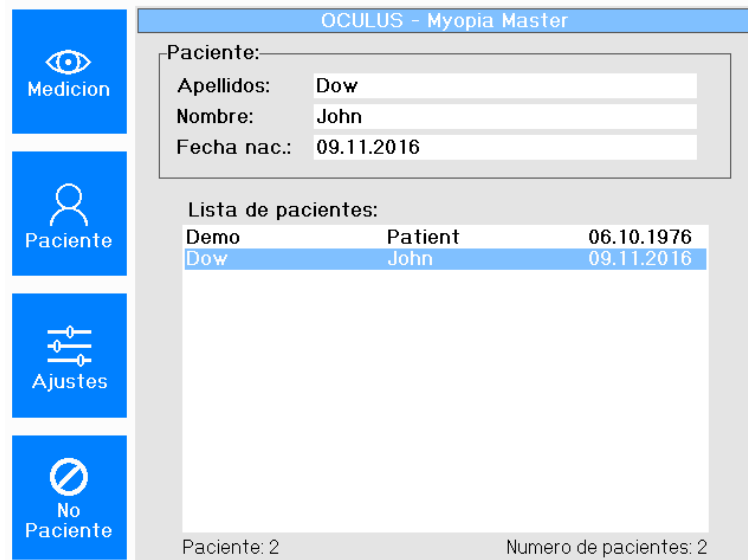 OCULUS - Myopia Master
Medicion
Paciente:
Apellidos: Dow
Nombre: John
Fecha nac.: 09.11.2016
Paciente
Lista de pacientes:
Demo Patient 06.10.1976
Dow John 09.11.2016
Ajustes
No
Paciente
Paciente: 2 Numero de pacientes: 2